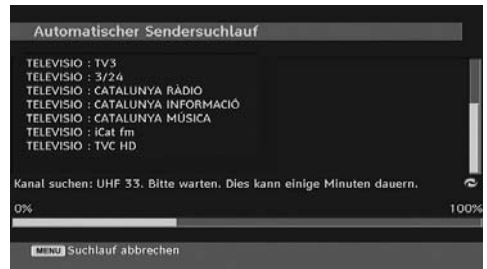 Automatischer Sendersuchlauf
TELEVISIO : TV3
TELEVISIO : 3/24
TELEVISIO : CATALUNYA RÀDIO
TELEVISIO : CATALUNYA INFORMACIÓ
TELEVISIO : CATALUNYA MÚSICA
TELEVISIO : iCat fm
TELEVISIO : TVC HD
Kanal suchen: UHF 33. Bitte warten. Dies kann einige Minuten dauern.
0% 100%
MENU Suchlauf abbrechen